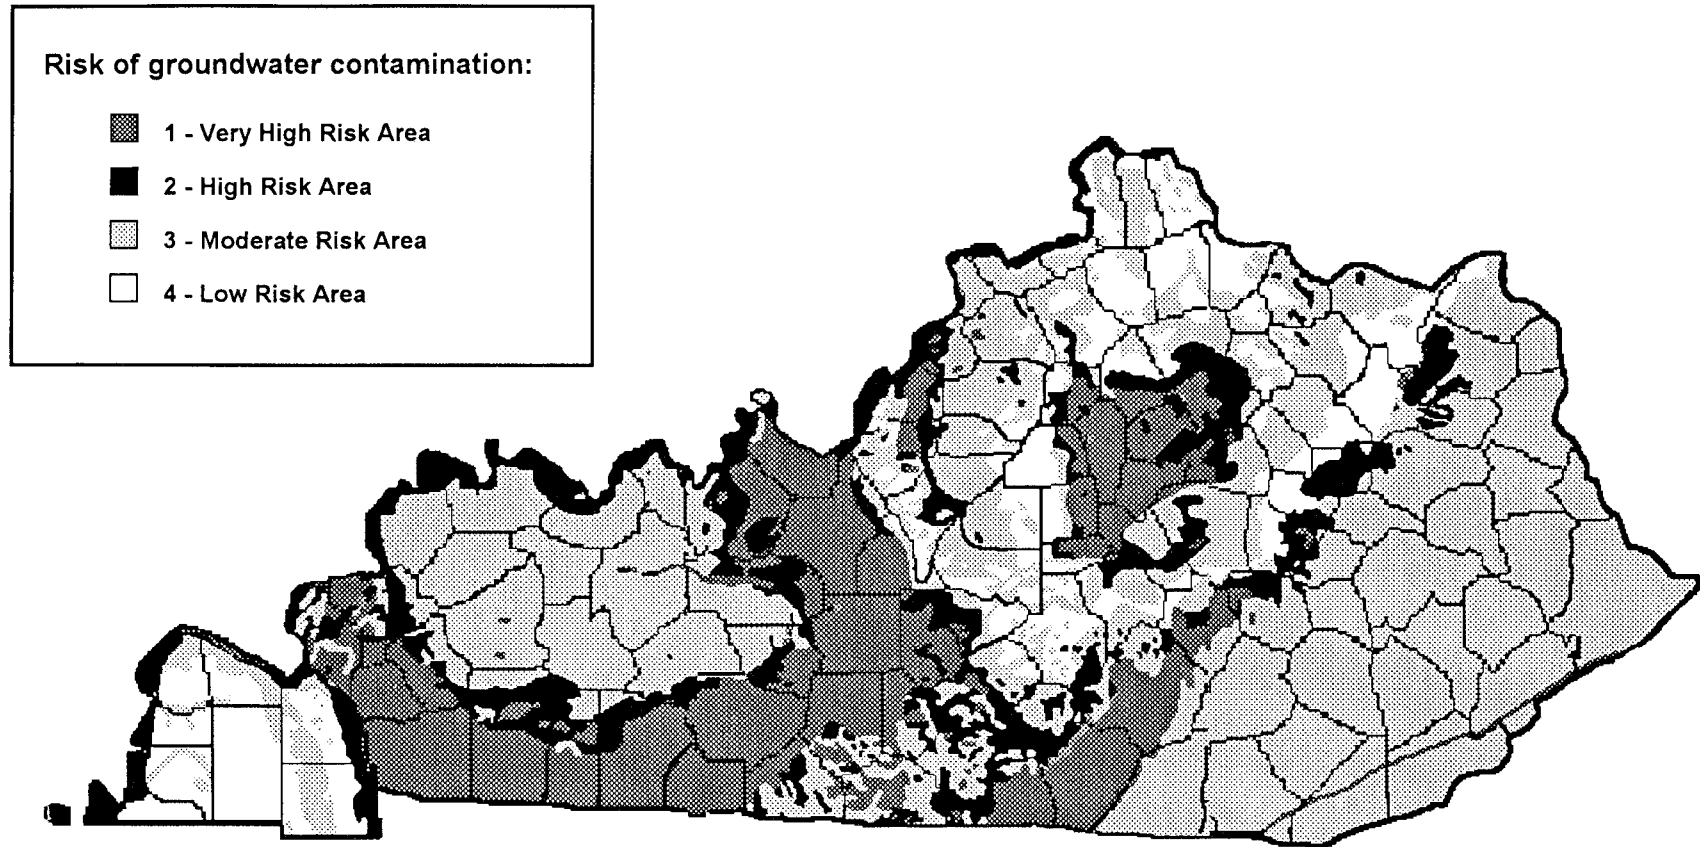 Risk of groundwater contamination:
1 - Very High Risk Area
2 - High Risk Area
3 - Moderate Risk Area
4 - Low Risk Area